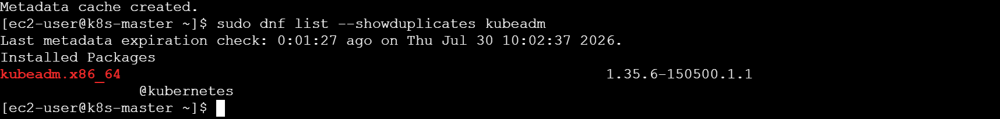 Metadata cache created.
[ec2-user@k8s-master ~]$ sudo dnf list --showduplicates kubeadm
Last metadata expiration check: 0:01:27 ago on Thu Jul 30 10:02:37 2026.
Installed Packages
kubeadm.x86_64 1.35.6-150500.1.1
@kubernetes
[ec2-user@k8s-master ~]$